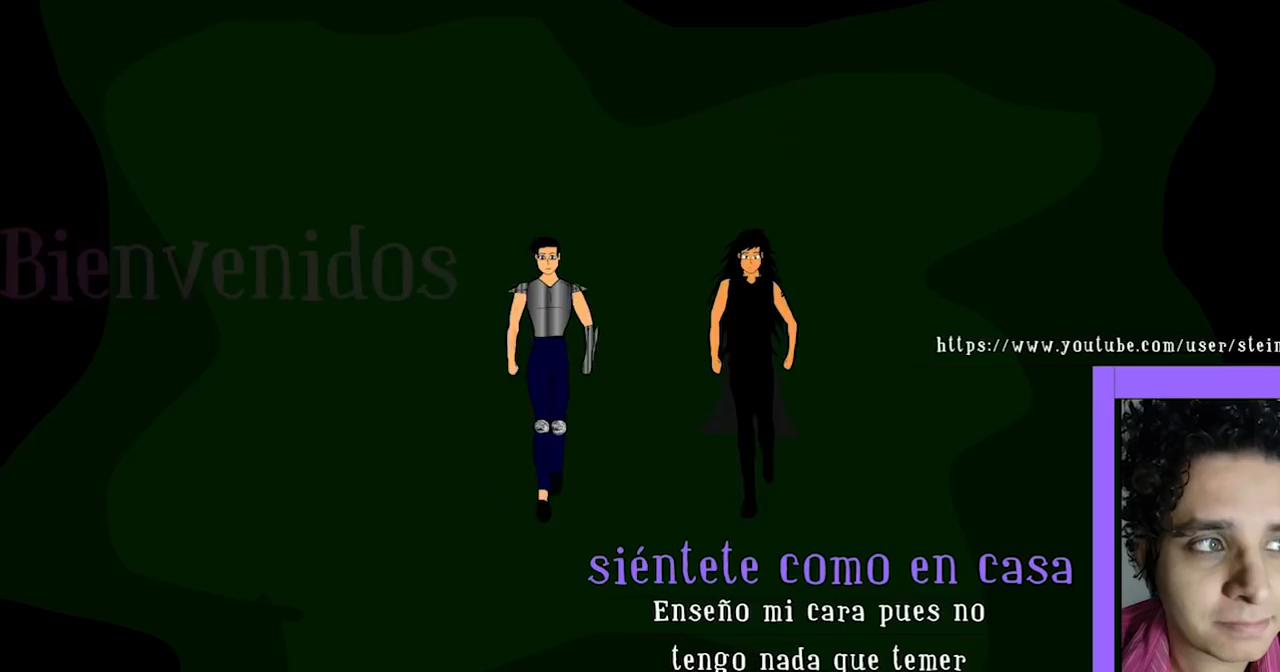 Bienvenidos
https://www.youtube.com/user/stein
siéntete como en casa
Enseño mi cara pues no
tengo nada que temer